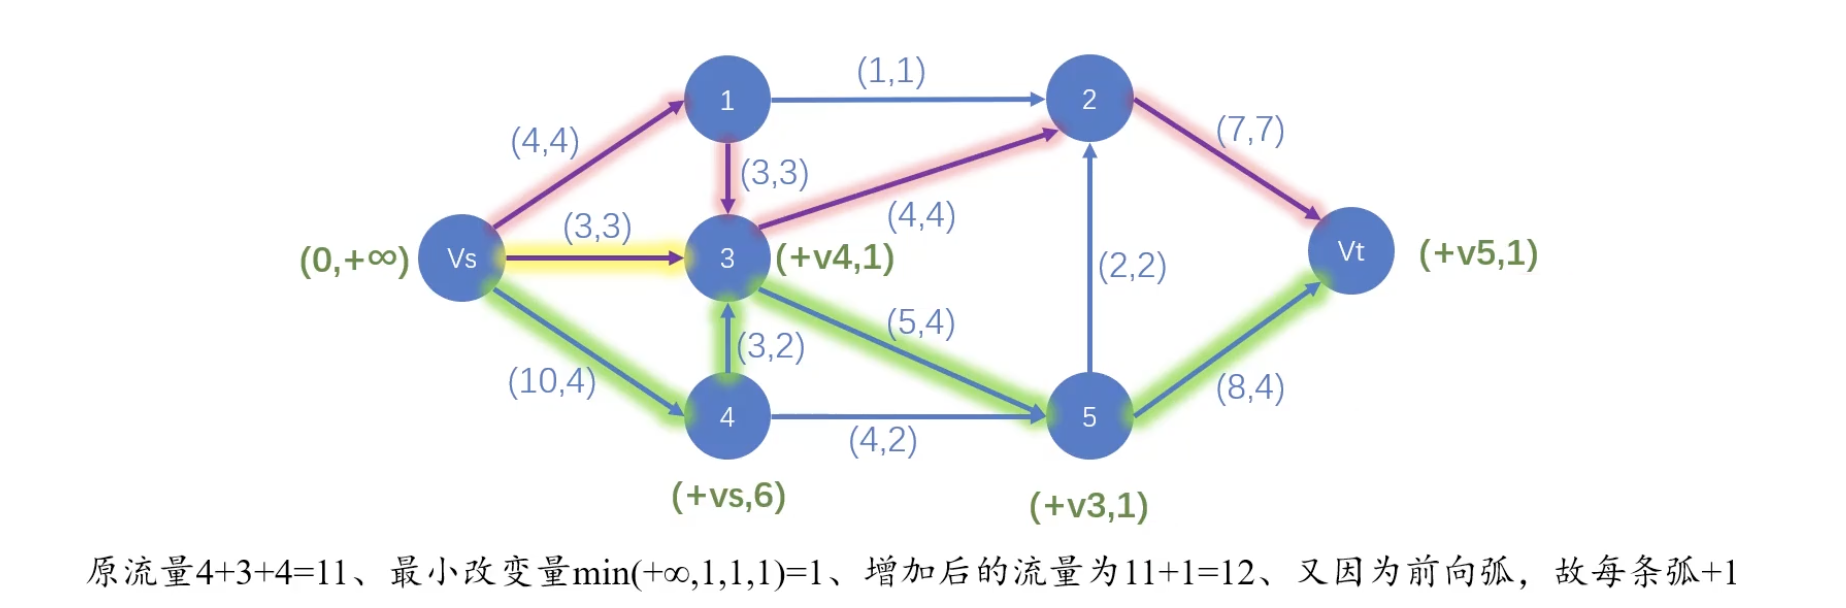 (1,1)
1
2
(4,4)
(7,7)
(3,3)
(3,3)
(4,4)
(0,+∞)
Vs
3
(+v4,1)
(2,2)
Vt
(+v5,1)
(5,4)
(3,2)
(10,4)
(8,4)
4
5
(4,2)
(+vs,6)
(+v3,1)
原流量4+3+4=11、最小改变量min(+∞,1,1,1)=1、增加后的流量为11+1=12、又因为前向弧，故每条弧+1